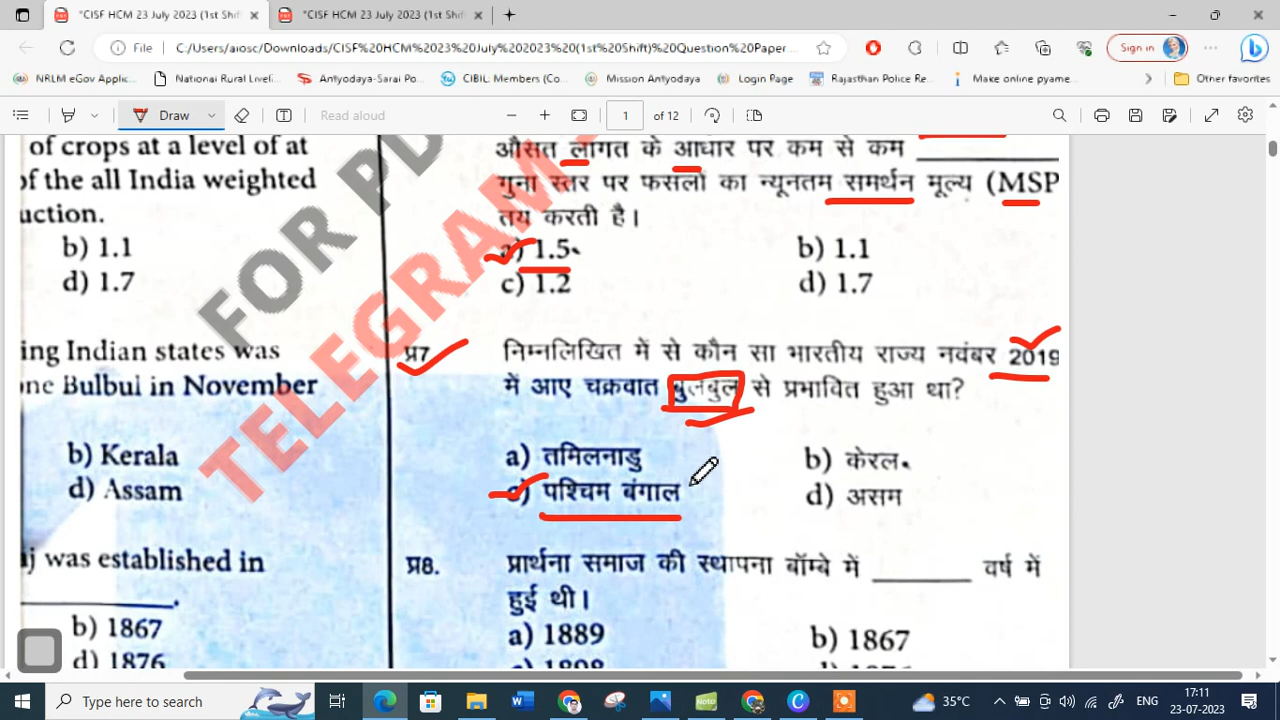 "CISF HCM 23 July 2023 (1st Shift
"CISF HCM 23 July 2023 (1st Shift
File C:/Users/aiosc/Downloads/CISF%20HCM%2023%20July%202023%20(1st%20Shift)%20Question%20Paper... Sign in
NRLM eGov Applic... National Rural Liveli... Antyodaya-Sarai Po... CIBIL: Members (Co... Mission Antyodaya Login Page Rajasthan Police Re... Make online pyame... Other favorites
Draw Read aloud 1 of 12
of crops at a level of at
of the all India weighted
uction.
b) 1.1
d) 1.7
ing Indian states was
one Bulbul in November
b) Kerala
d) Assam
aj was established in
b) 1867
d) 1876
औसत लागत के आधार पर कम से कम ________
गुना स्तर पर फसलों का न्यूनतम समर्थन मूल्य (MSP
तय करती है।
a) 1.5 b) 1.1
c) 1.2 d) 1.7
प्र7 निम्नलिखित में से कौन सा भारतीय राज्य नवंबर 2019
में आए चक्रवात बुलबुल से प्रभावित हुआ था?
a) तमिलनाडु b) केरल
c) पश्चिम बंगाल d) असम
प्र8. प्रार्थना समाज की स्थापना बॉम्बे में ________ वर्ष में
हुई थी।
a) 1889 b) 1867
FOR PD
TELEGRAM
Type here to search 35°C ENG 17:11
23-07-2023